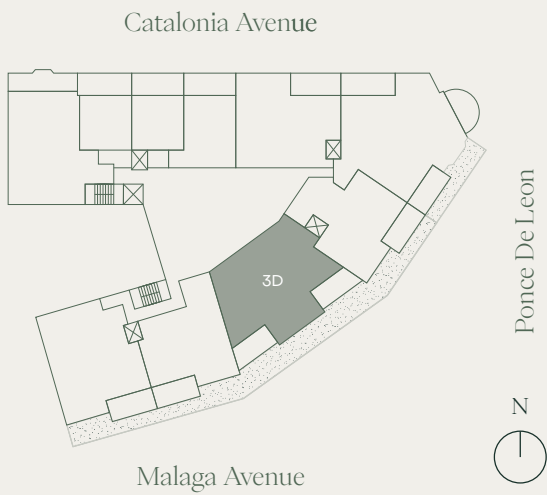 Catalonia Avenue
Ponce De Leon
3D
N
Malaga Avenue